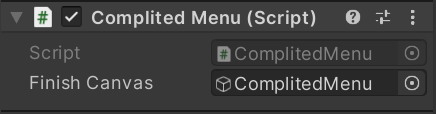 Complited Menu (Script)
Script ComplitedMenu
Finish Canvas ComplitedMenu